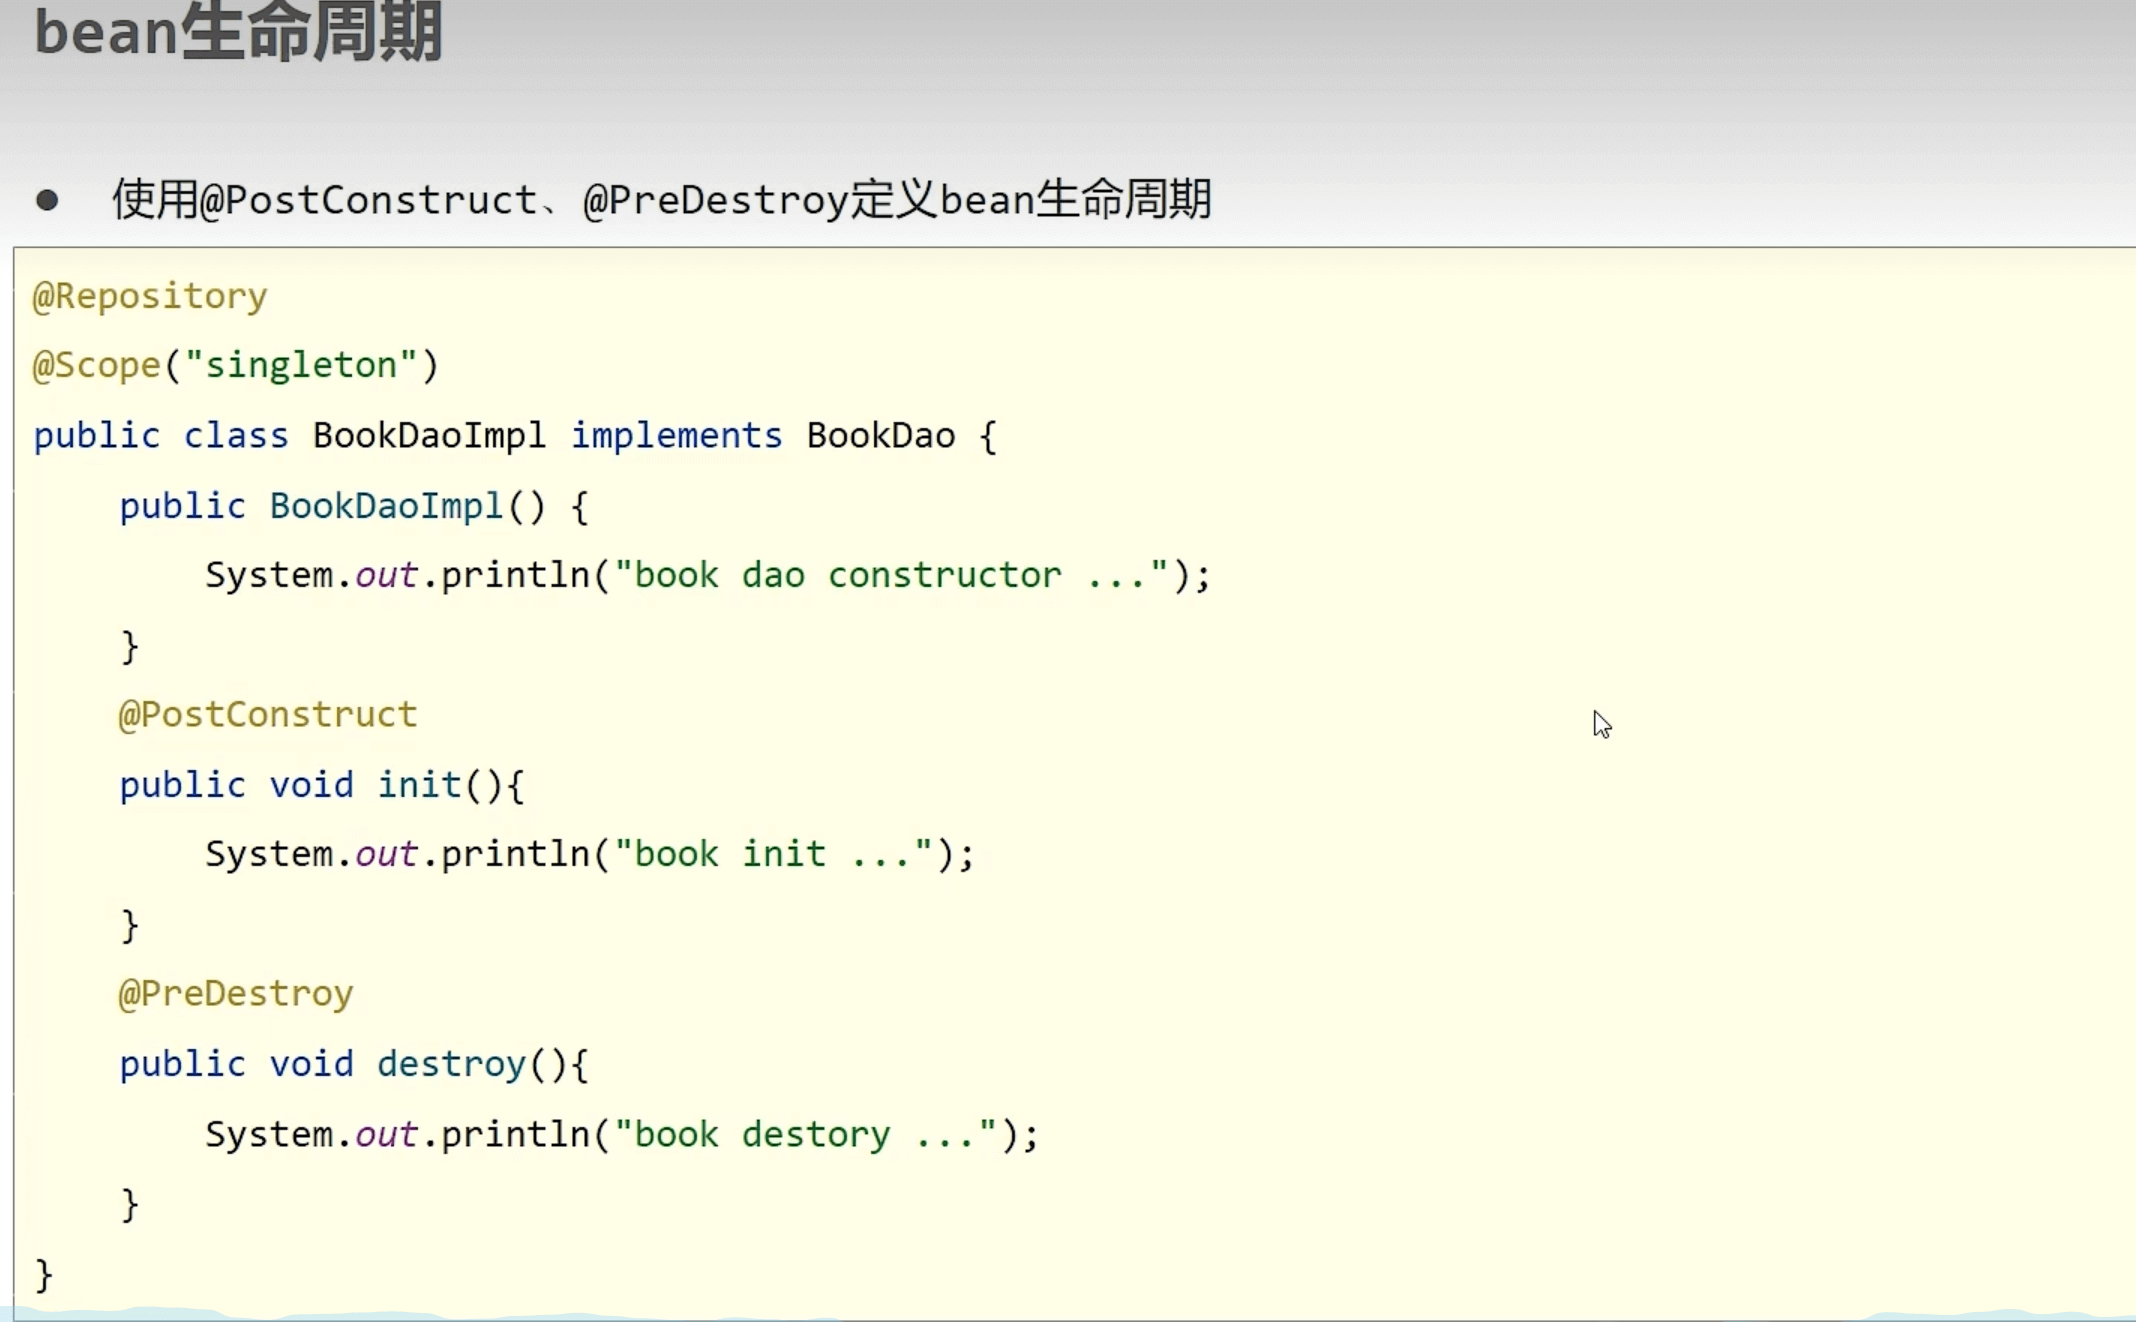 bean生命周期
● 使用@PostConstruct、@PreDestroy定义bean生命周期
@Repository
@Scope("singleton")
public class BookDaoImpl implements BookDao {
    public BookDaoImpl() {
        System.out.println("book dao constructor ...");
    }
    @PostConstruct
    public void init(){
        System.out.println("book init ...");
    }
    @PreDestroy
    public void destroy(){
        System.out.println("book destory ...");
    }
}